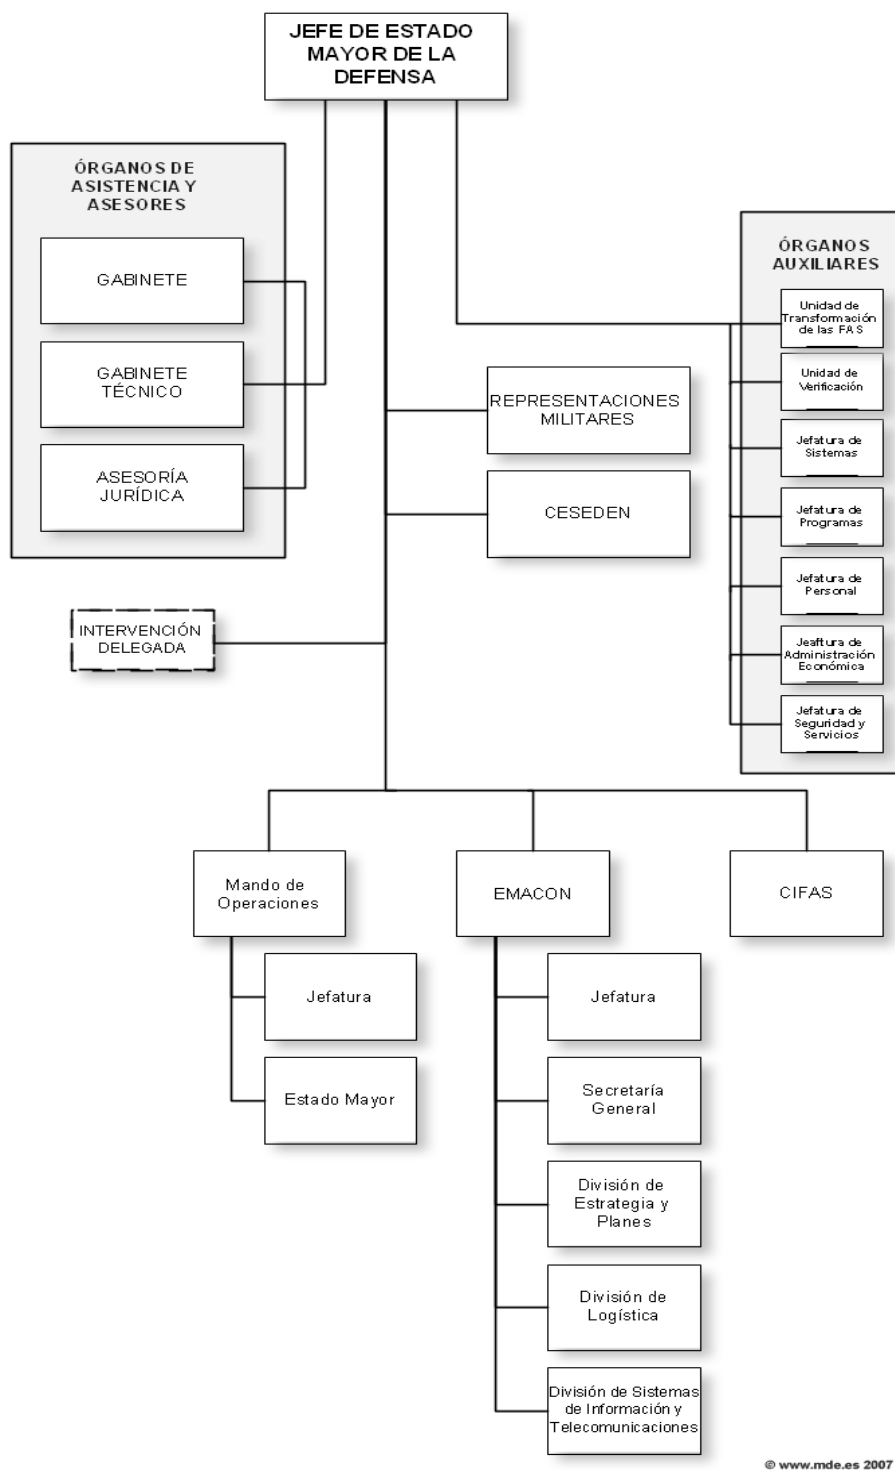 JEFE DE ESTADO
MAYOR DE LA
DEFENSA
ÓRGANOS DE
ASISTENCIA Y
ASESORES
GABINETE
GABINETE
TÉCNICO
ASESORÍA
JURÍDICA
ÓRGANOS
AUXILIARES
Unidad de
Transformación
de las FAS
Unidad de
Verificación
Jefatura de
Sistemas
Jefatura de
Programas
Jefatura de
Personal
Jeaftura de
Administración
Económica
Jefatura de
Seguridad y
Servicios
REPRESENTACIONES
MILITARES
CESEDEN
INTERVENCIÓN
DELEGADA
Mando de
Operaciones
Jefatura
Estado Mayor
EMACON
Jefatura
Secretaría
General
División de
Estrategia y
Planes
División de
Logística
División de Sistemas
de Información y
Telecomunicaciones
CIFAS
© www.mde.es 2007